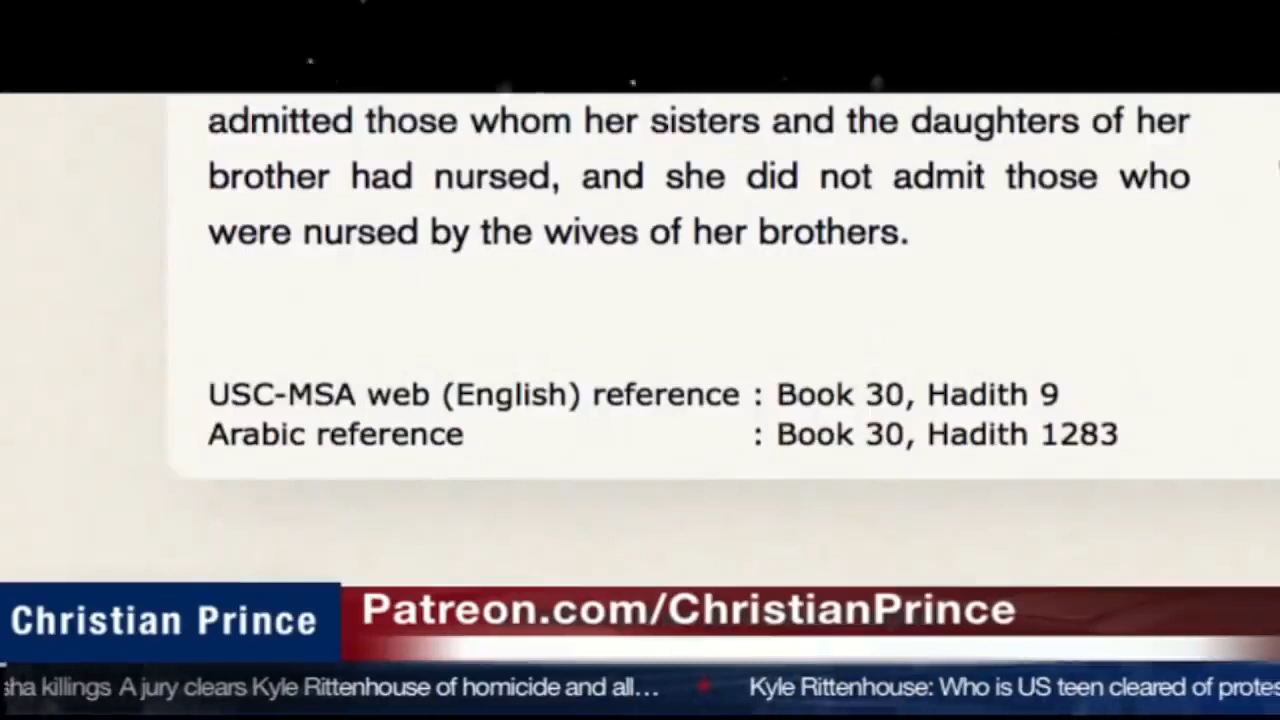 admitted those whom her sisters and the daughters of her
brother had nursed, and she did not admit those who
were nursed by the wives of her brothers.
USC-MSA web (English) reference : Book 30, Hadith 9
Arabic reference : Book 30, Hadith 1283
Christian Prince
Patreon.com/ChristianPrince
sha killings A jury clears Kyle Rittenhouse of homicide and all… Kyle Rittenhouse: Who is US teen cleared of protes